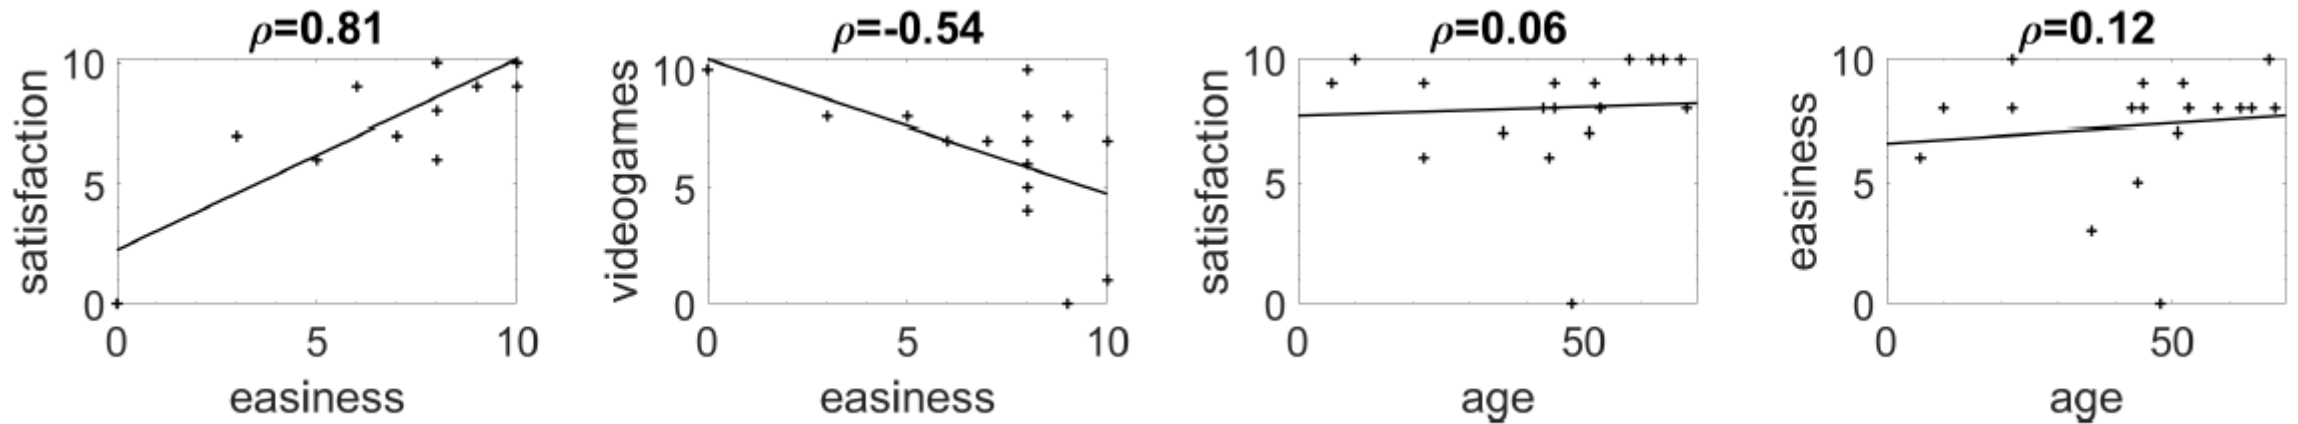 ρ=0.81
10
5
0
0 5 10
satisfaction
easiness
ρ=-0.54
10
5
0
0 5 10
videogames
easiness
ρ=0.06
10
5
0
0 50
satisfaction
age
ρ=0.12
10
5
0
0 50
easiness
age